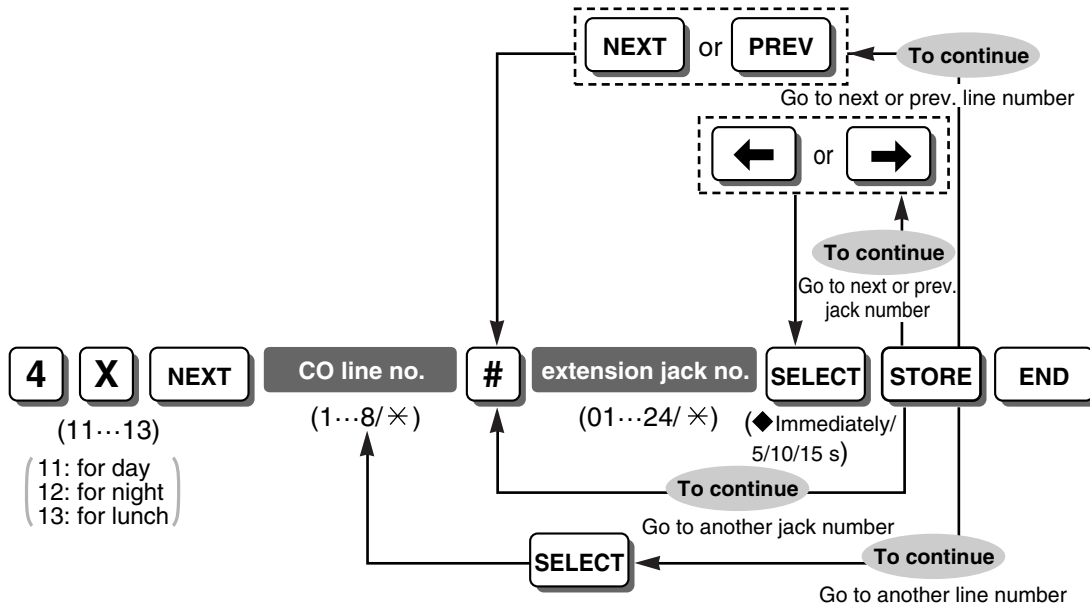 NEXT or PREV
To continue
Go to next or prev. line number
← or →
To continue
Go to next or prev.
jack number
4 X NEXT CO line no. # extension jack no. SELECT STORE END
(11···13)
(1···8/ ✳)
(01···24/ ✳)
(◆Immediately/
5/10/15 s)
11: for day
12: for night
13: for lunch
To continue
Go to another jack number
SELECT
To continue
Go to another line number